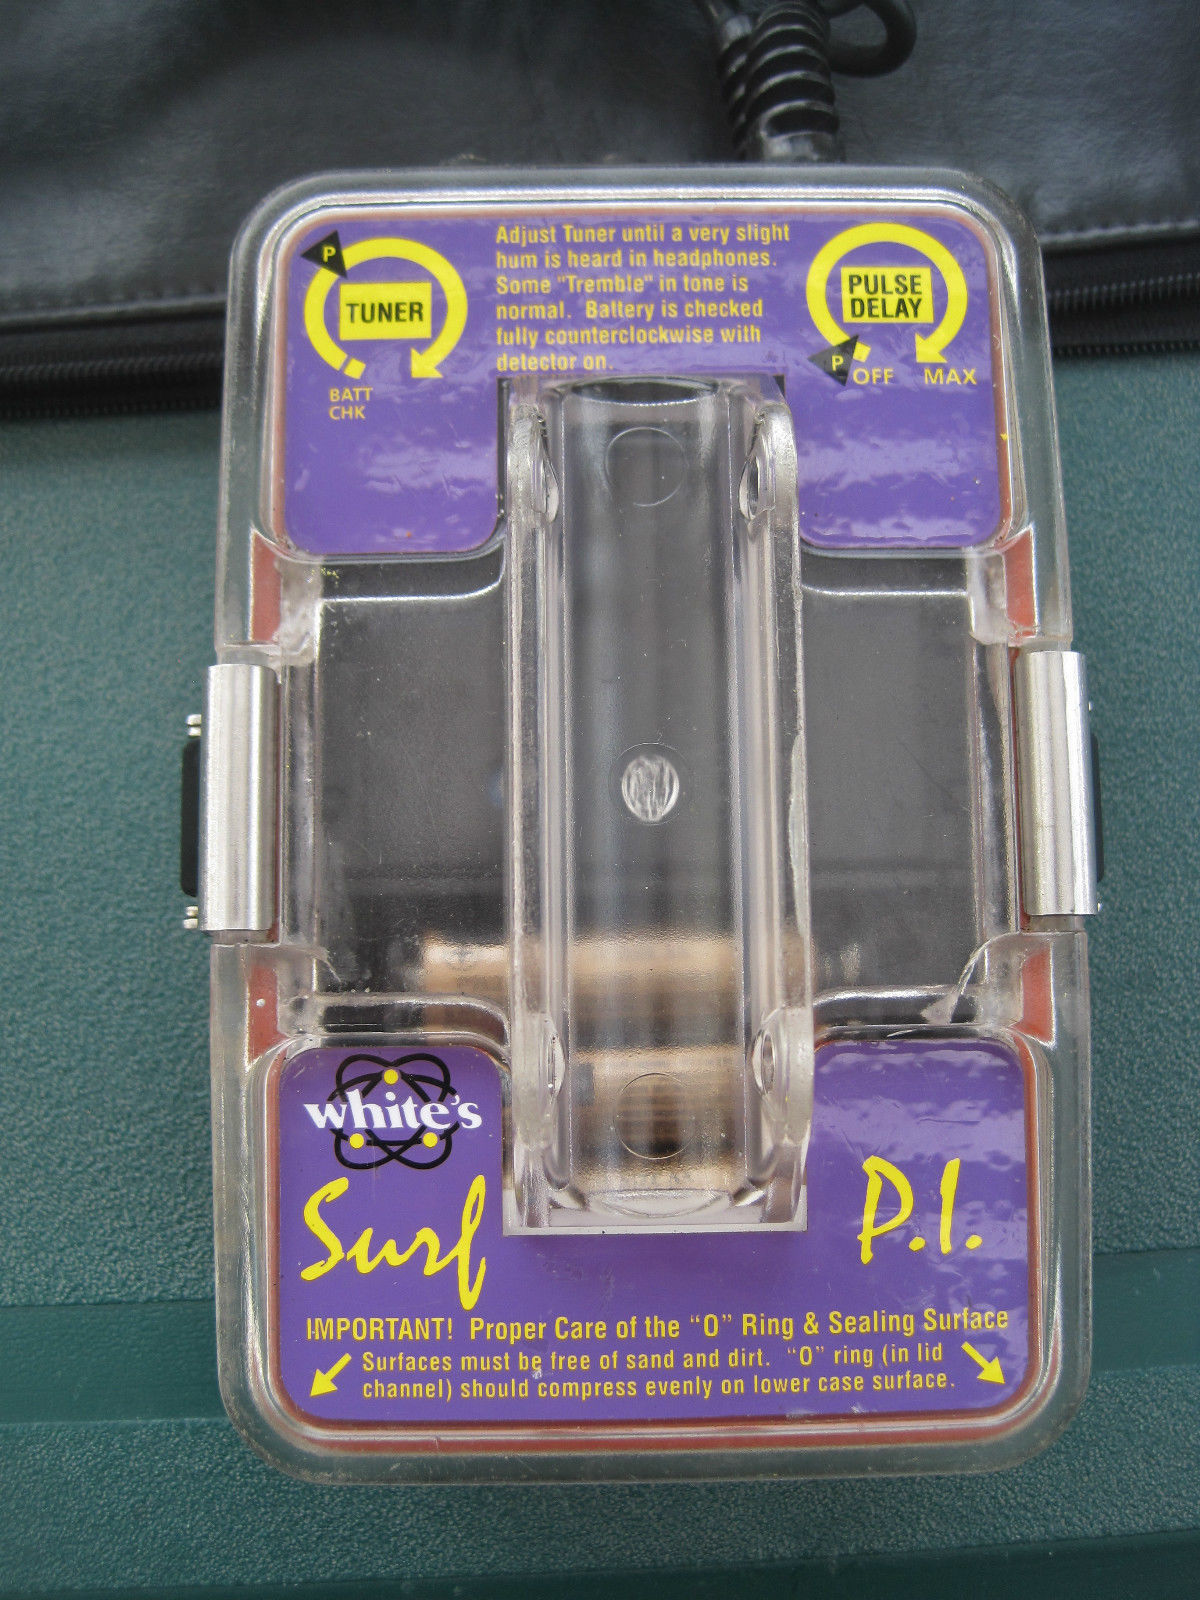 P
TUNER
BATT
CHK
Adjust Tuner until a very slight
hum is heard in headphones.
Some "Tremble" in tone is
normal. Battery is checked
fully counterclockwise with
detector on.
PULSE
DELAY
P
OFF
MAX
white's
Surf
P.I.
IMPORTANT! Proper Care of the “O” Ring & Sealing Surface
Surfaces must be free of sand and dirt. “O” ring (in lid
channel) should compress evenly on lower case surface.